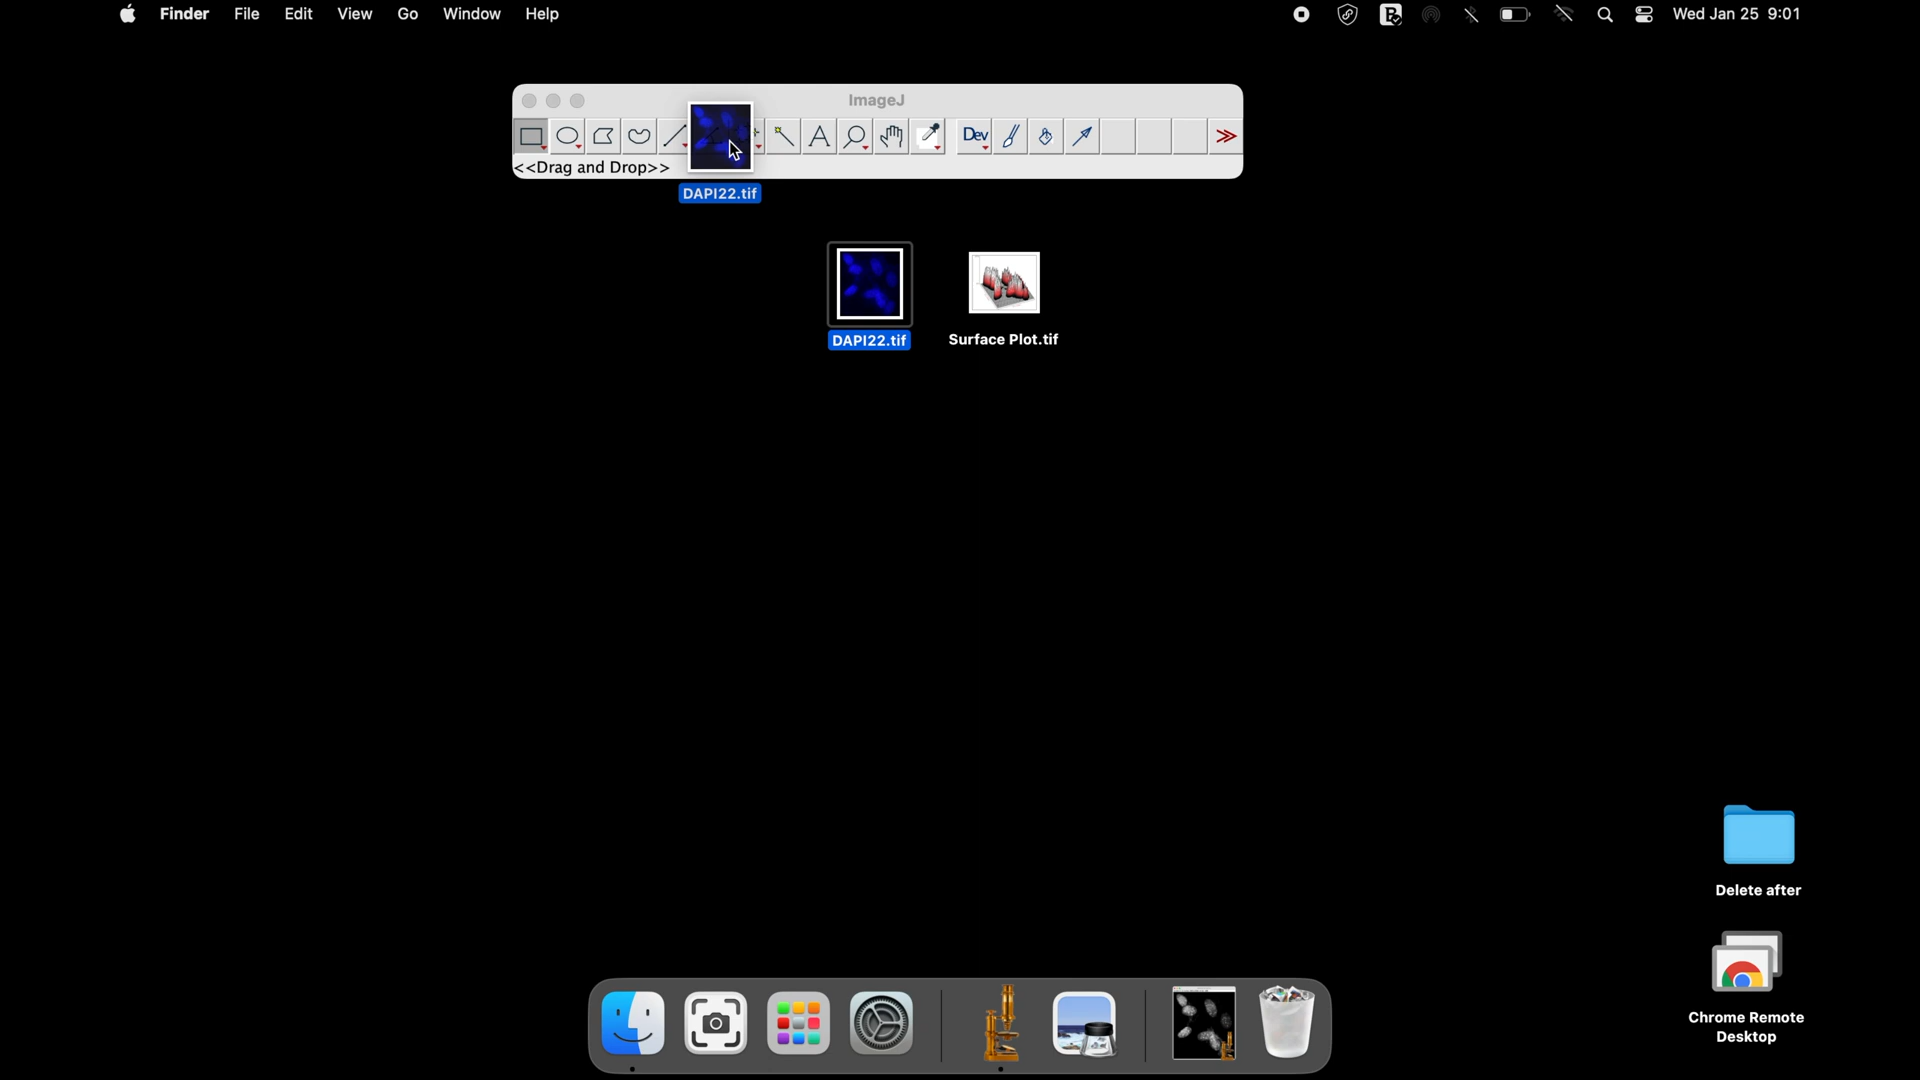 Finder File Edit View Go Window Help Wed Jan 25 9:01
ImageJ
Dev
<<Drag and Drop>>
DAPI22.tif
DAPI22.tif Surface Plot.tif
Delete after
Chrome Remote
Desktop